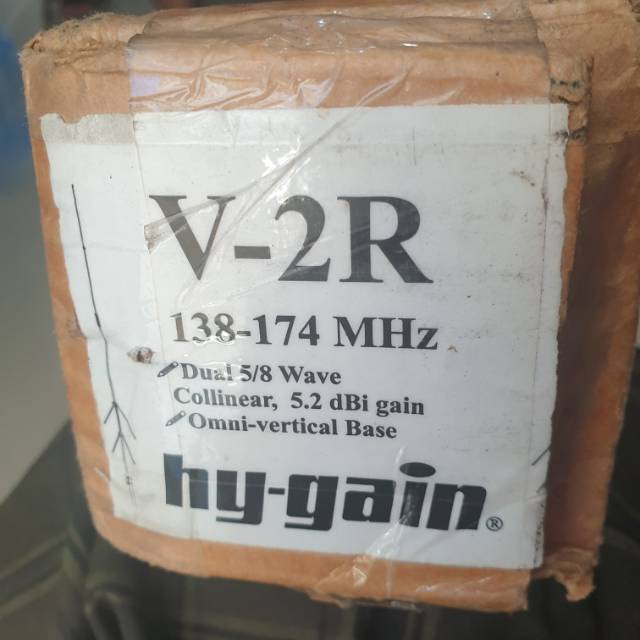 V-2R
138-174 MHz
Dual 5/8 Wave
Collinear, 5.2 dBi gain
Omni-vertical Base
hy-gain®